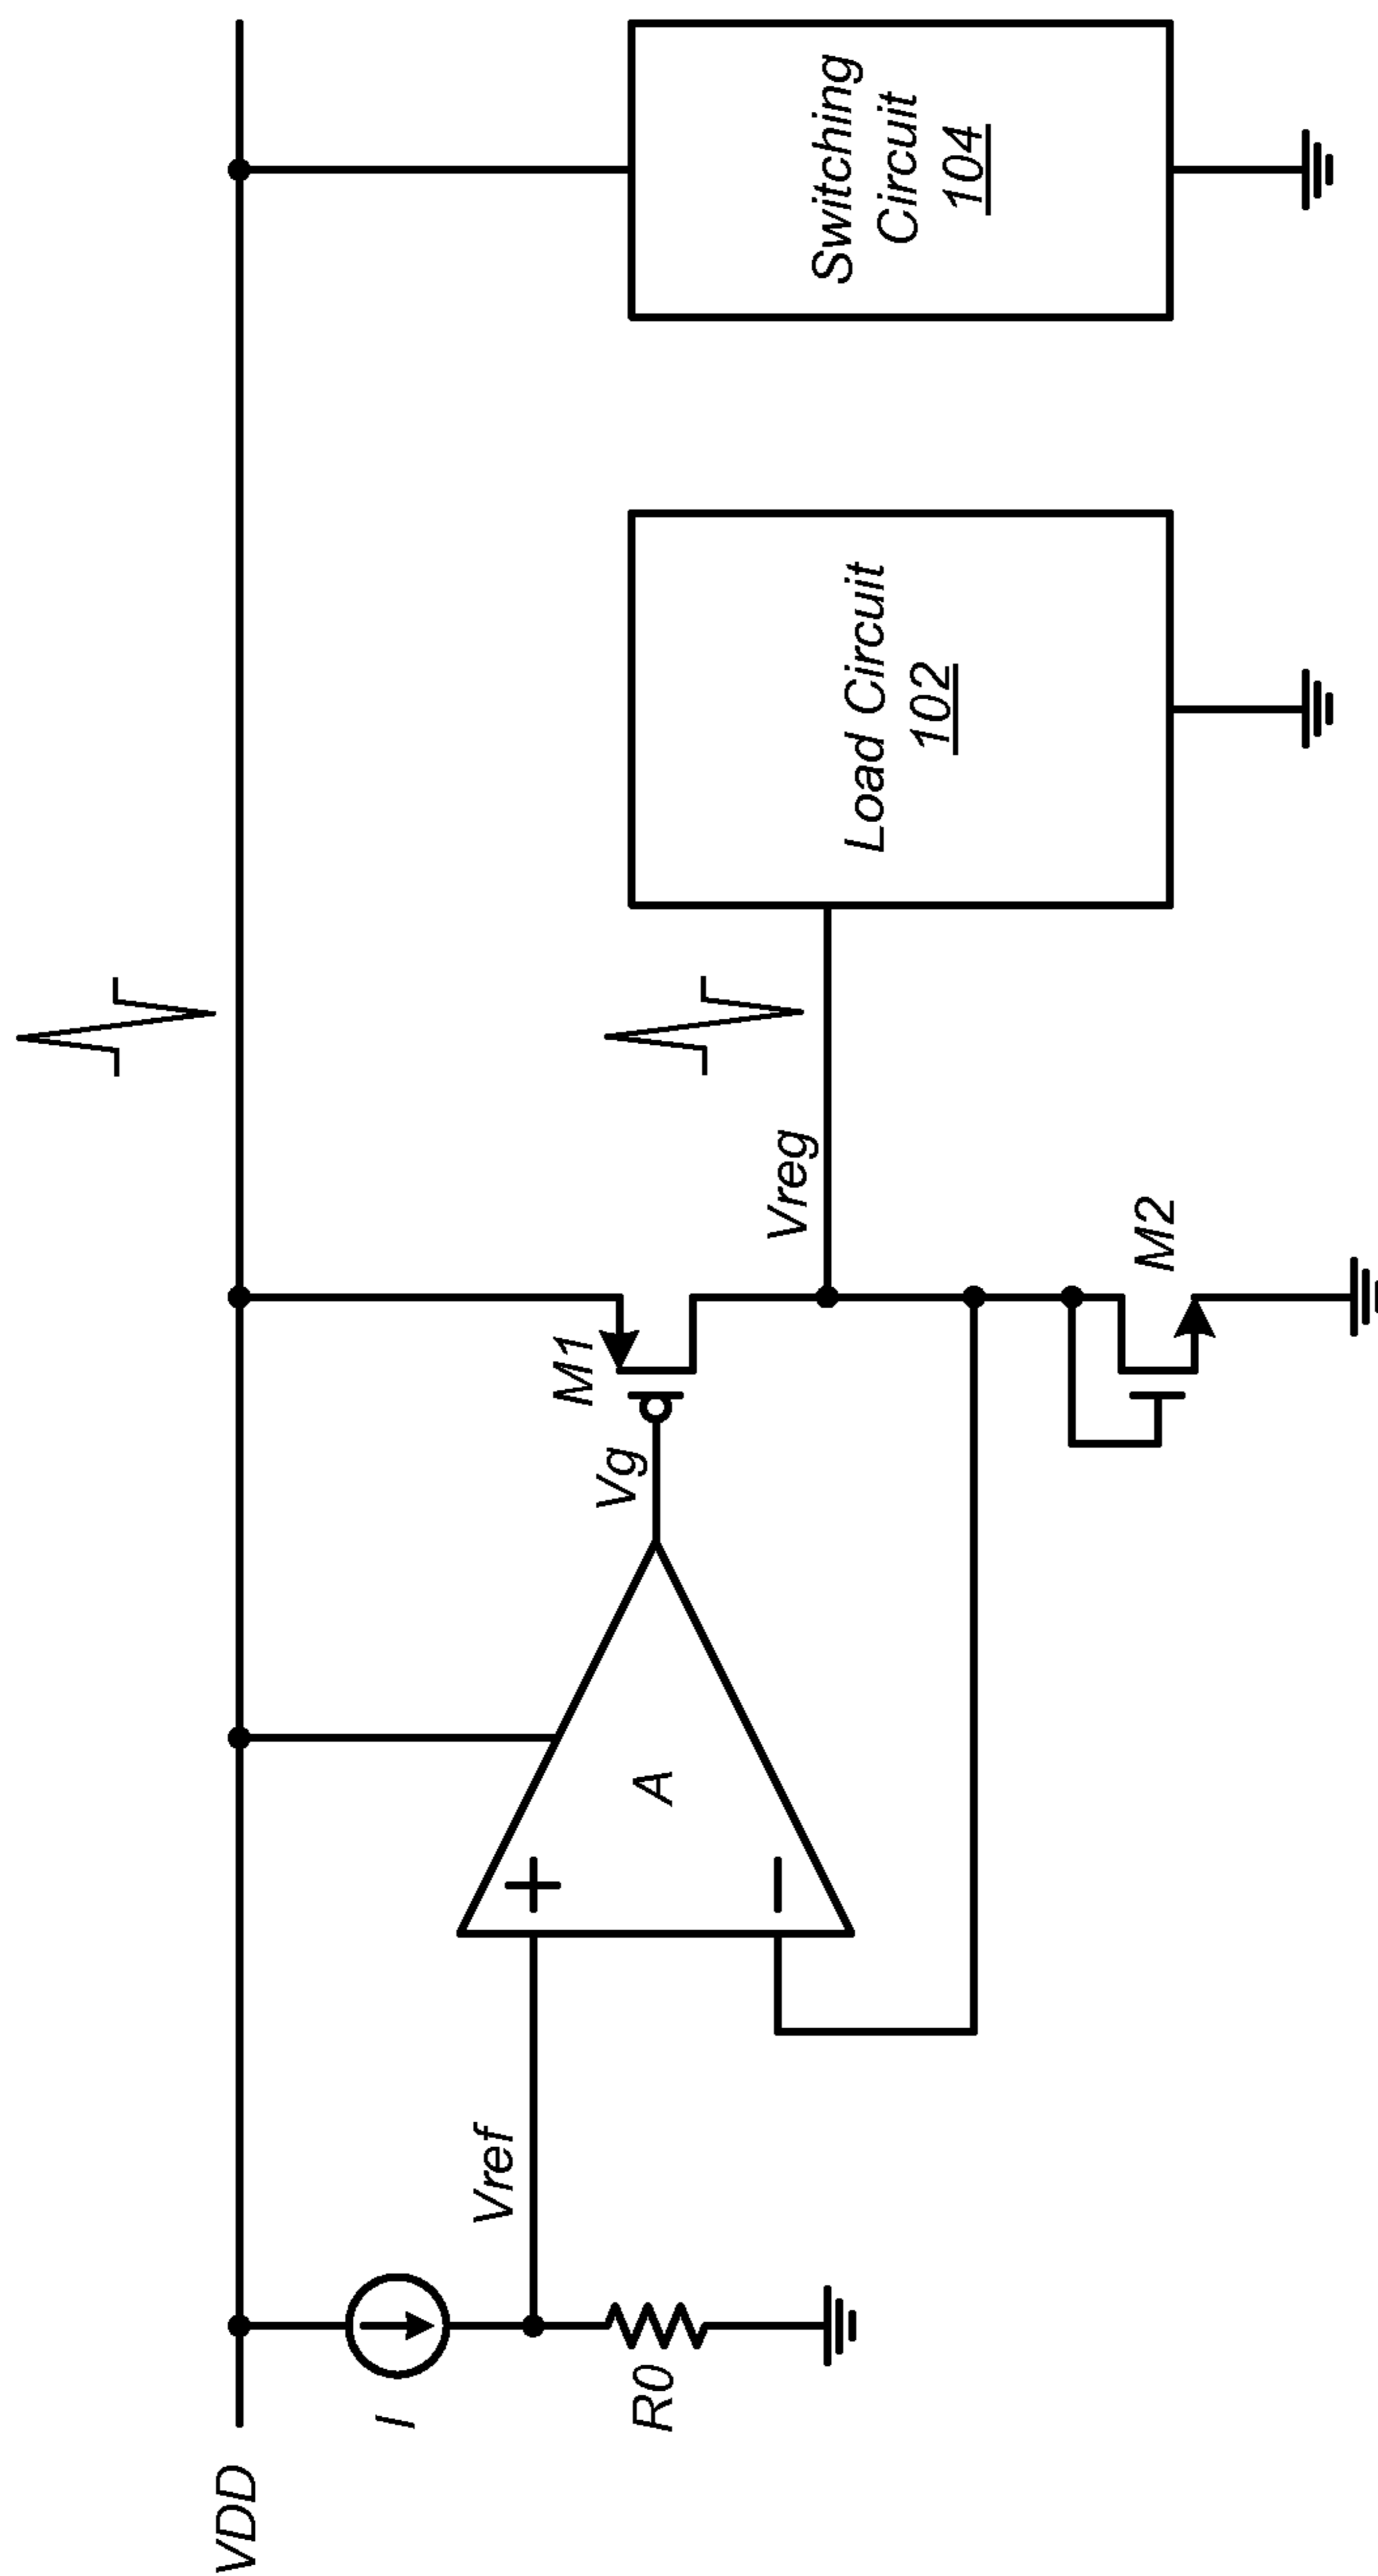 VDD
I
R0
Vref
+
−
A
Vg
M1
Vreg
M2
Load Circuit
102
Switching
Circuit
104